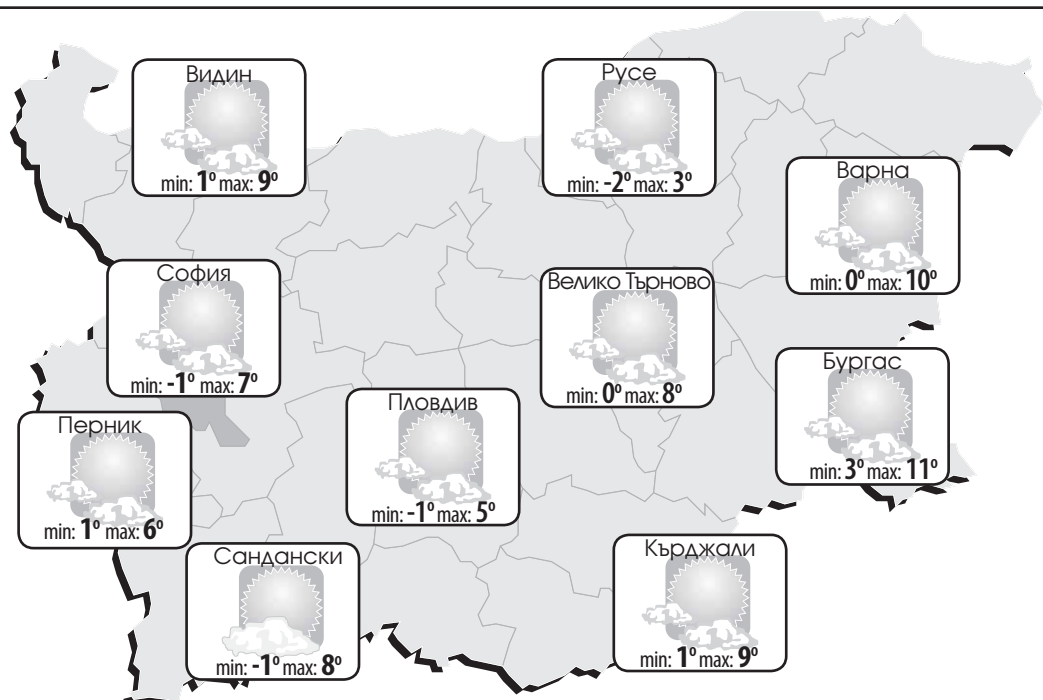 Видин
min: 1° max: 9°
Русе
min: -2° max: 3°
Варна
min: 0° max: 10°
София
min: -1° max: 7°
Велико Търново
min: 0° max: 8°
Бургас
min: 3° max: 11°
Пловдив
min: -1° max: 5°
Перник
min: 1° max: 6°
Сандански
min: -1° max: 8°
Кърджали
min: 1° max: 9°